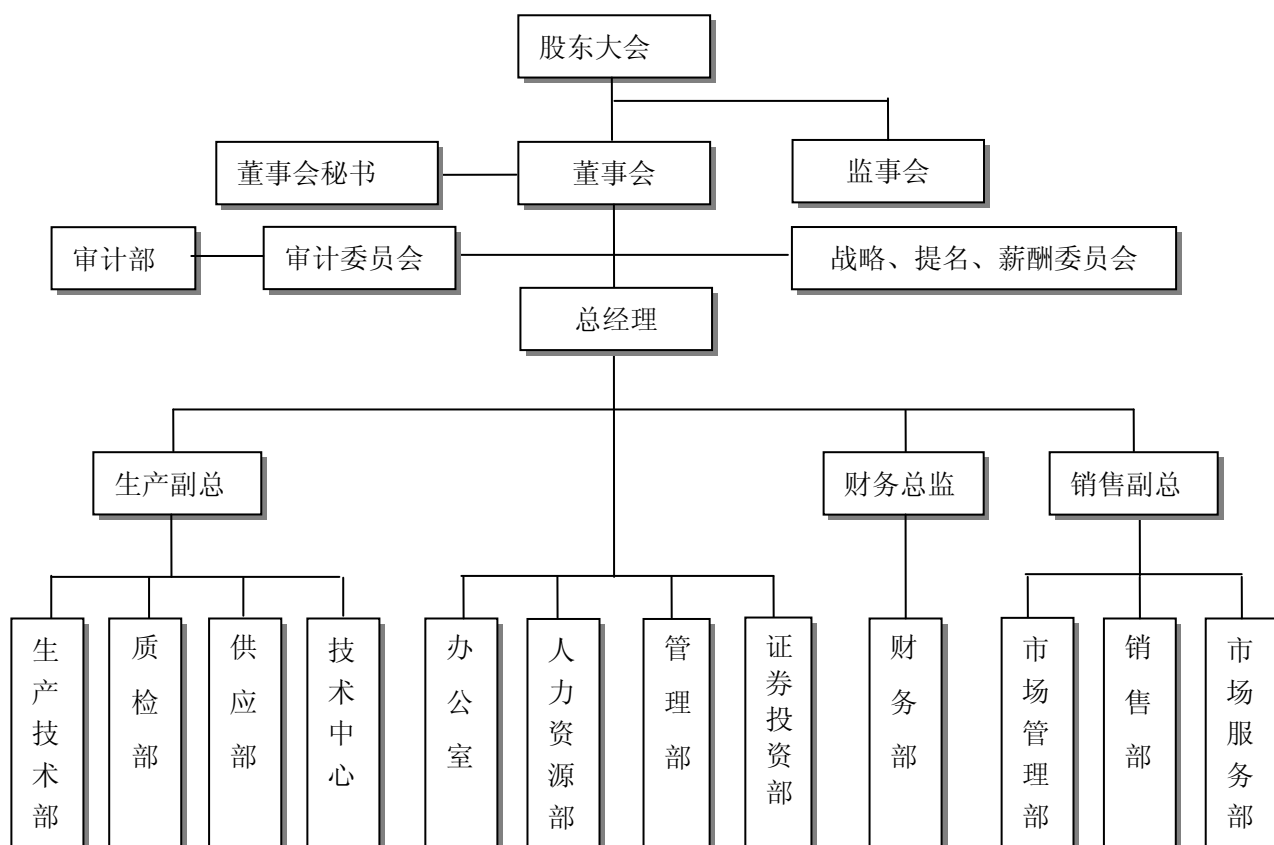 股东大会
董事会秘书
董事会
监事会
审计部
审计委员会
战略、提名、薪酬委员会
总经理
生产副总
财务总监
销售副总
生产技术部
质检部
供应部
技术中心
办公室
人力资源部
管理部
证券投资部
财务部
市场管理部
销售部
市场服务部